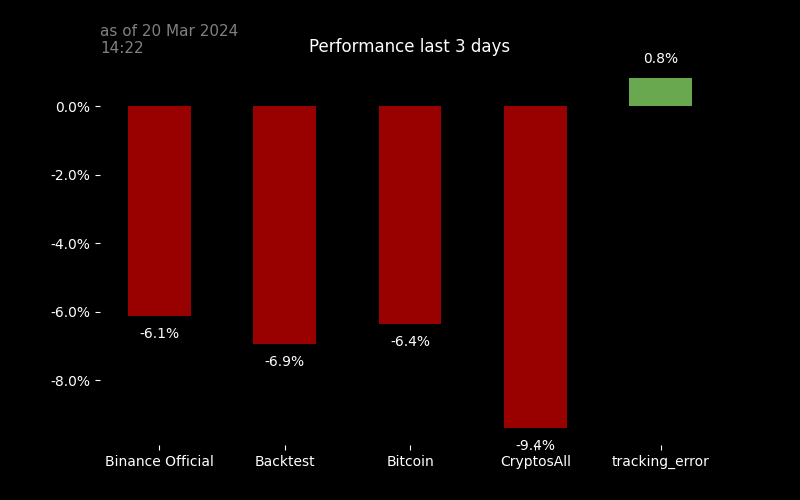 as of 20 Mar 2024
14:22
Performance last 3 days
0.8%
0.0%
-2.0%
-4.0%
-6.0%
-8.0%
-6.1%
-6.9%
-6.4%
-9.4%
Binance Official
Backtest
Bitcoin
CryptosAll
tracking_error